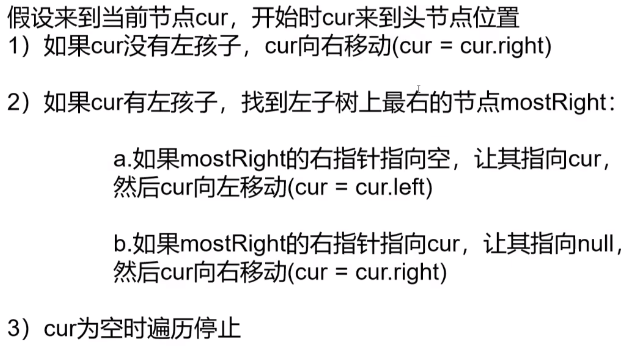 假设来到当前节点cur，开始时cur来到头节点位置
1）如果cur没有左孩子，cur向右移动(cur = cur.right)
2）如果cur有左孩子，找到左子树上最右的节点mostRight：
a.如果mostRight的右指针指向空，让其指向cur，
然后cur向左移动(cur = cur.left)
b.如果mostRight的右指针指向cur，让其指向null，
然后cur向右移动(cur = cur.right)
3）cur为空时遍历停止